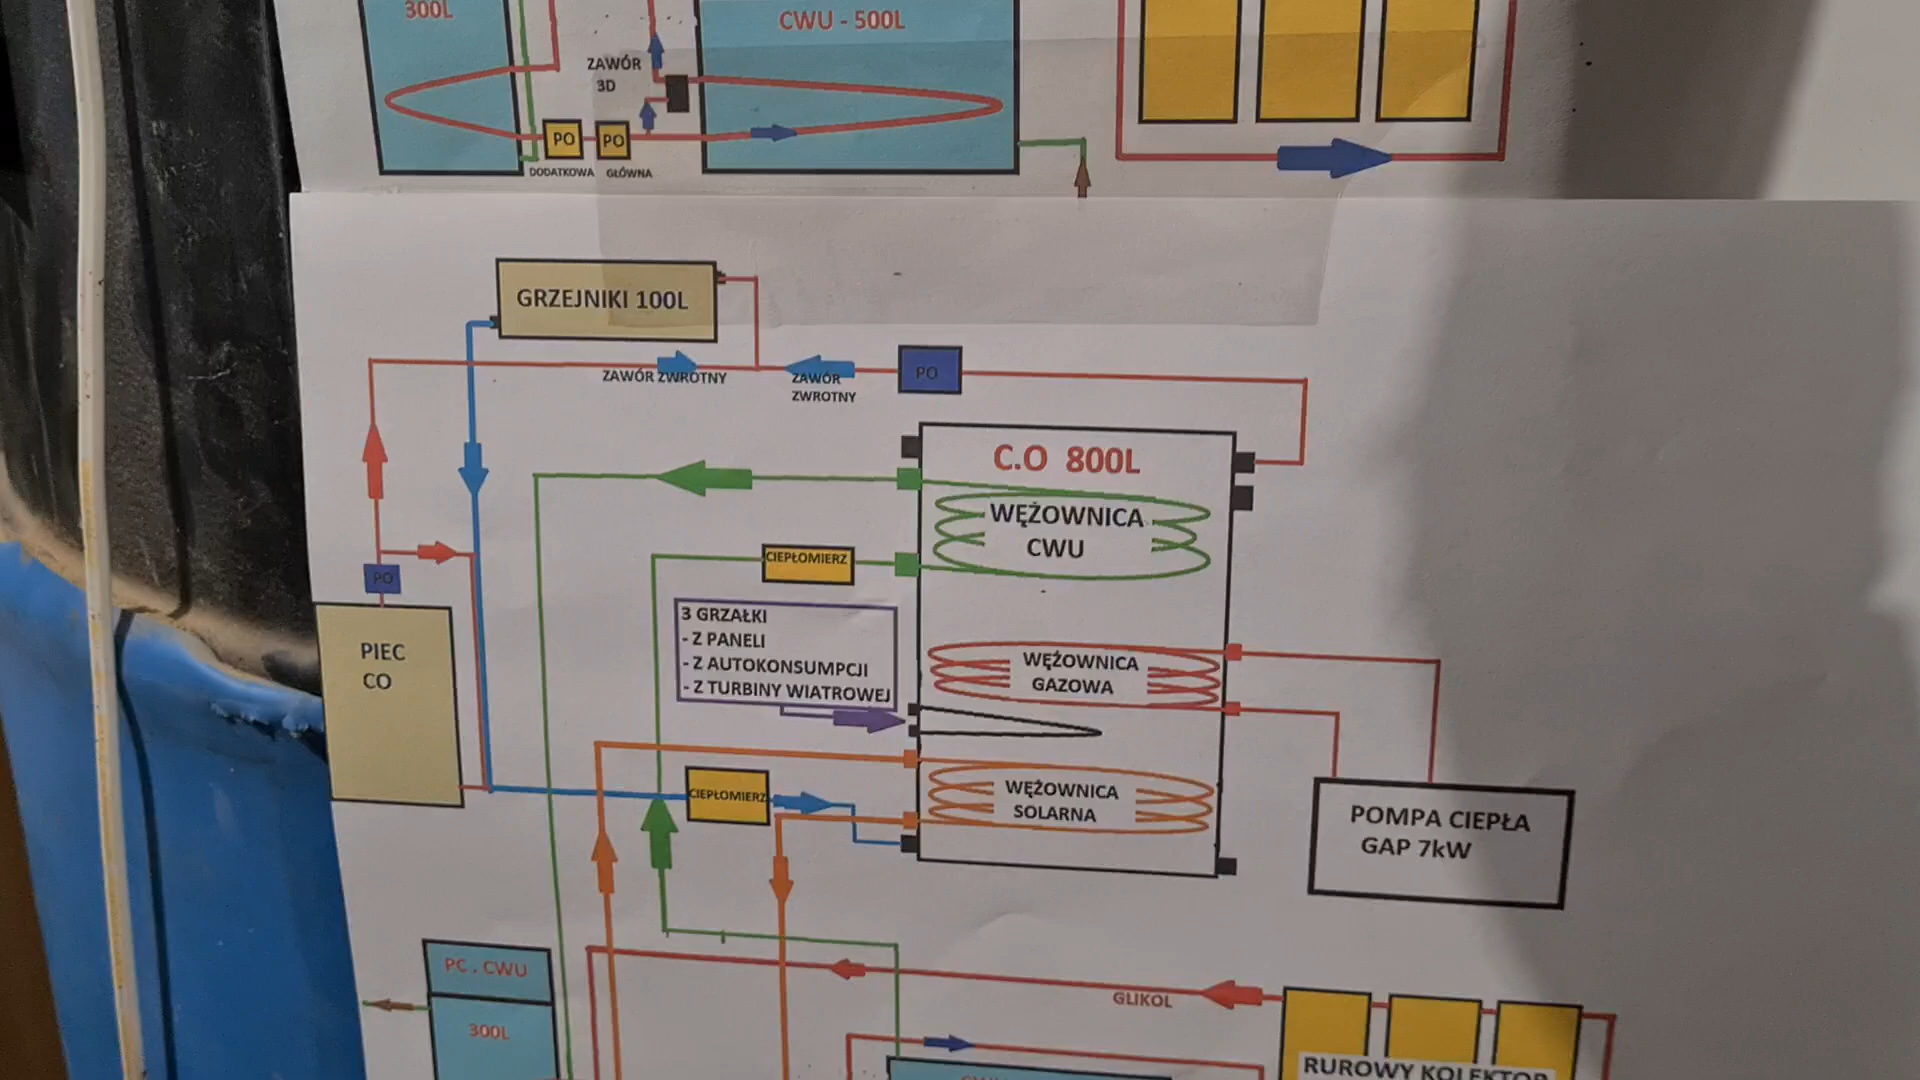 300L
CWU - 500L
ZAWÓR
3D
PO
PO
DODATKOWA
GŁÓWNA
GRZEJNIKI 100L
ZAWÓR ZWROTNY
ZAWÓR
ZWROTNY
PO
C.O 800L
WĘŻOWNICA
CWU
CIEPŁOMIERZ
PO
3 GRZAŁKI
- Z PANELI
- Z AUTOKONSUMPCJI
- Z TURBINY WIATROWEJ
PIEC
CO
WĘŻOWNICA
GAZOWA
CIEPŁOMIERZ
WĘŻOWNICA
SOLARNA
POMPA CIEPŁA
GAP 7kW
PC . CWU
300L
GLIKOL
RUROWY KOLEKTOR